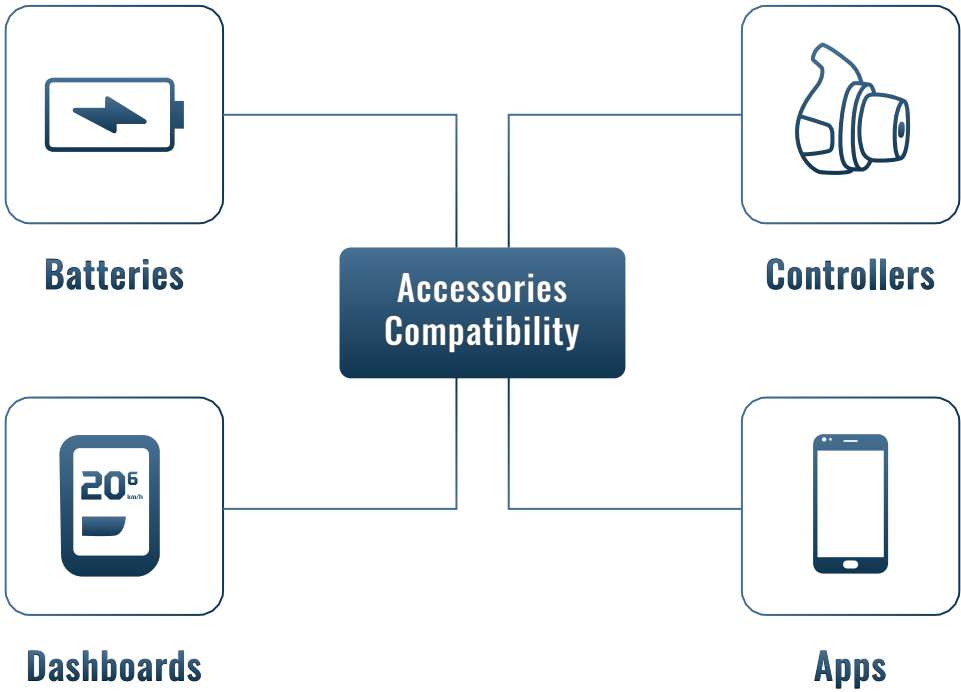 Batteries
Controllers
Accessories
Compatibility
20⁶
km/h
Dashboards
Apps